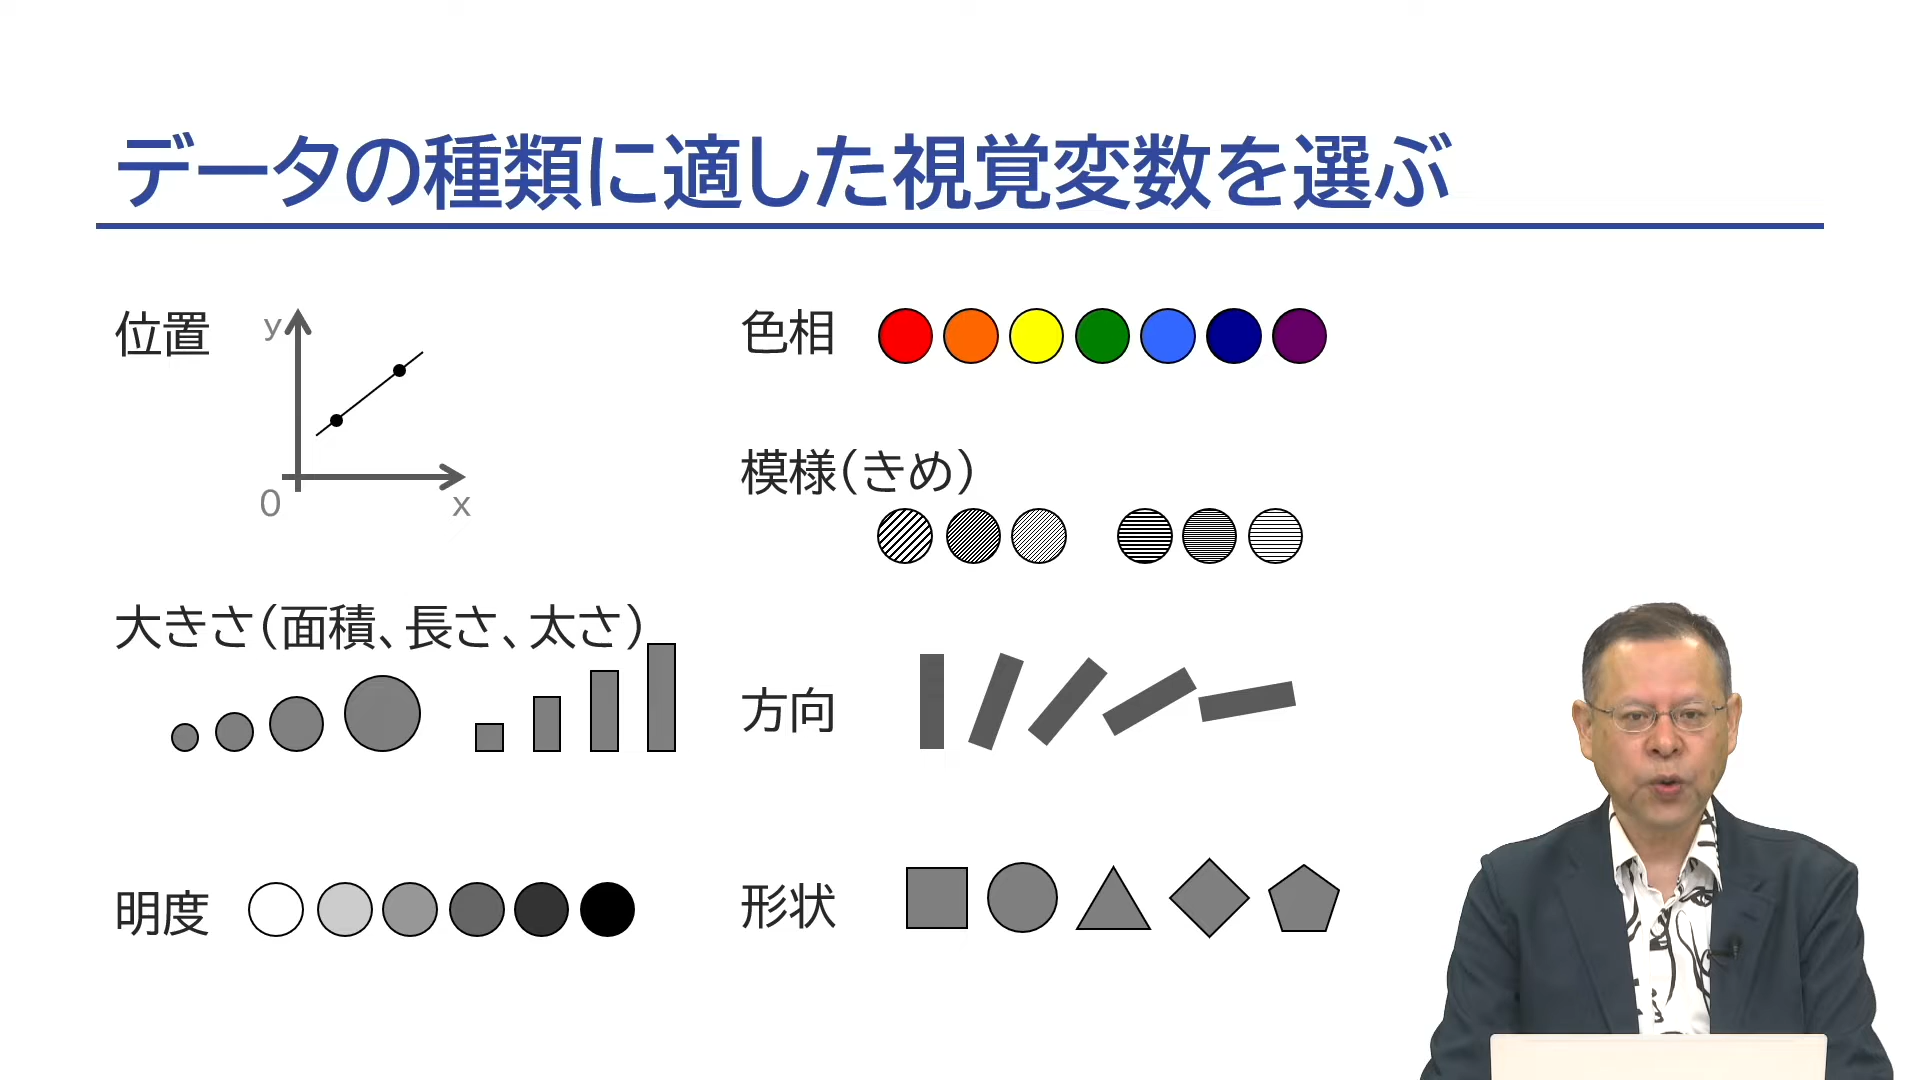 データの種類に適した視覚変数を選ぶ
位置
y
0
x
大きさ(面積、長さ、太さ)
明度
色相
模様(きめ)
方向
形状